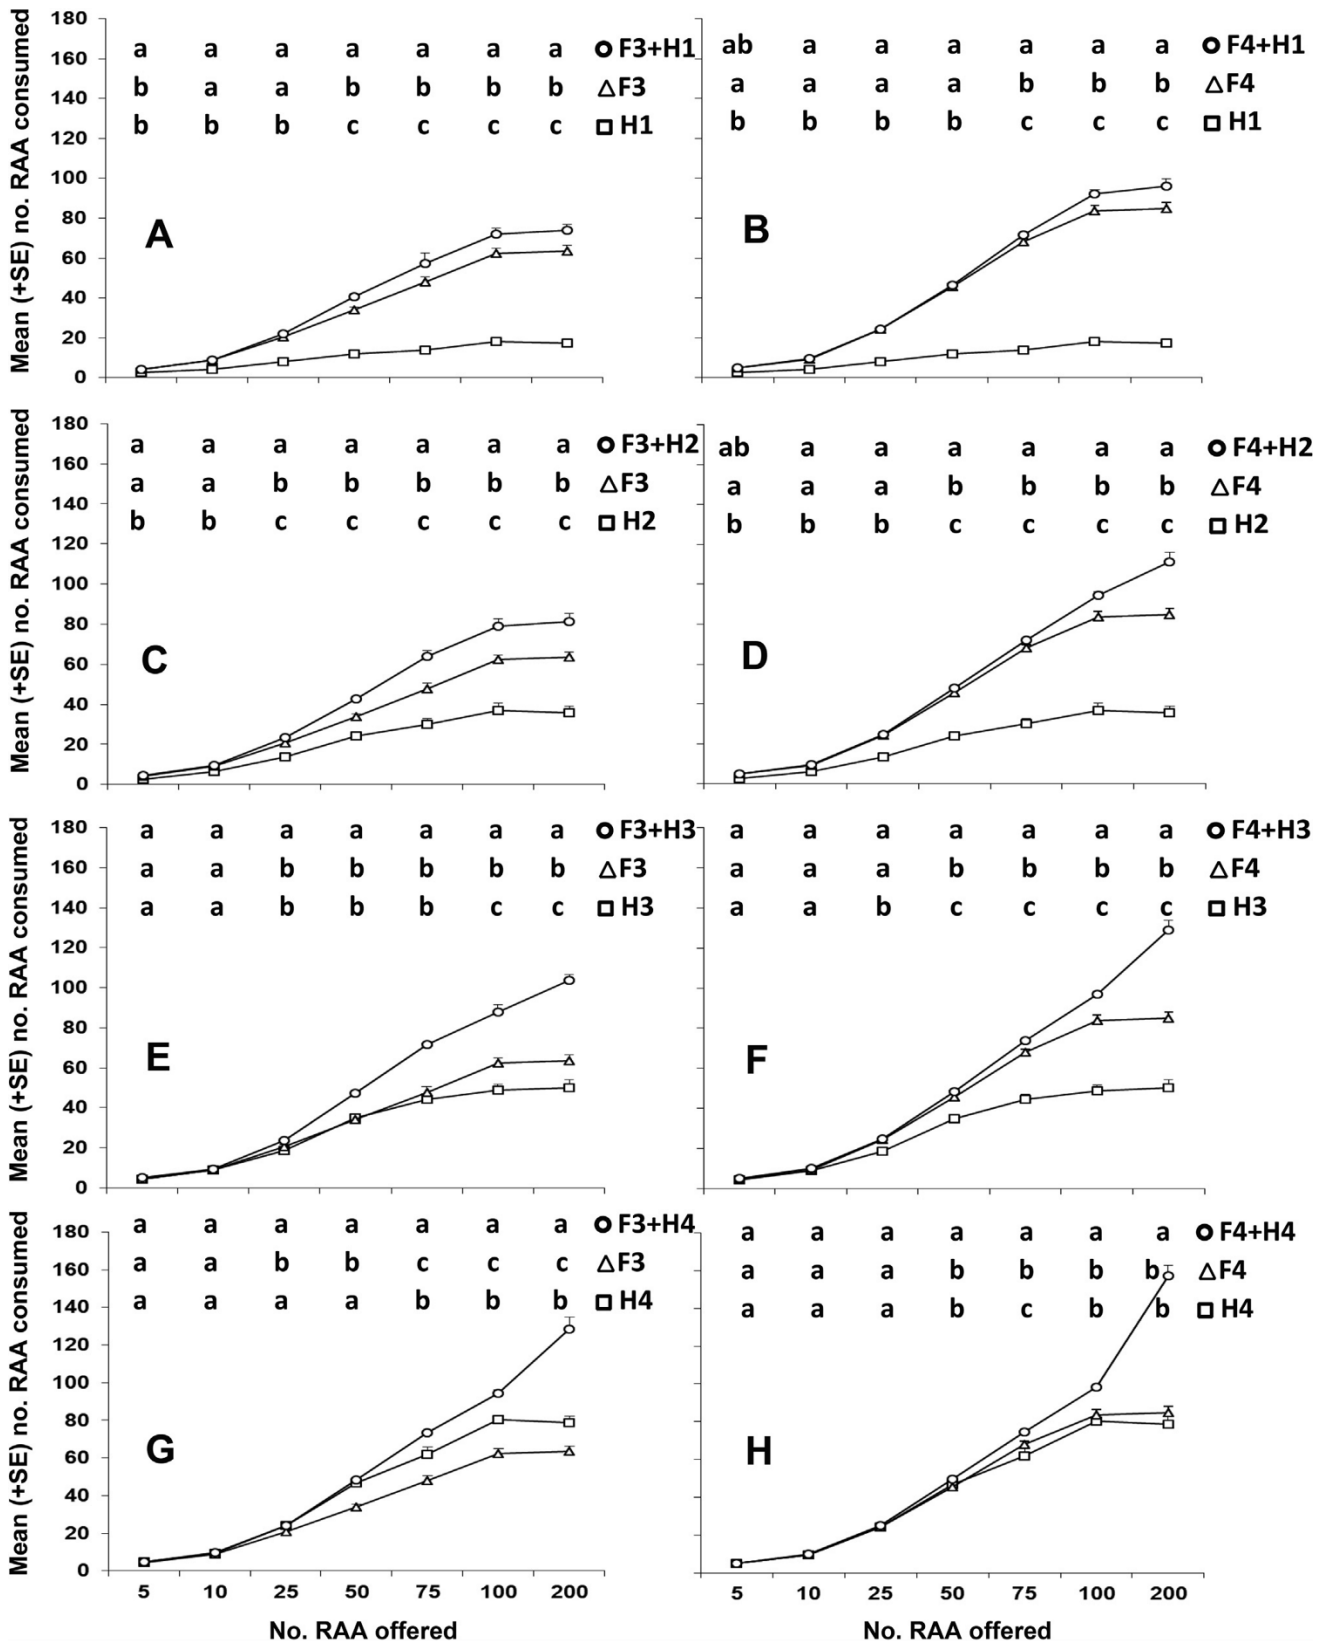 Mean (+SE) no. RAA consumed
180
160
140
120
100
80
60
40
20
0
a a a a a a a F3+H1
b a a b b b b F3
b b b c c c c H1
A
ab a a a a a a F4+H1
a a a a b b b F4
b b b b c c c H1
B
Mean (+SE) no. RAA consumed
180
160
140
120
100
80
60
40
20
0
a a a a a a a F3+H2
a a b b b b b F3
b b c c c c c H2
C
ab a a a a a a F4+H2
a a a b b b b F4
b b b c c c c H2
D
Mean (+SE) no. RAA consumed
180
160
140
120
100
80
60
40
20
0
a a a a a a a F3+H3
a a b b b b b F3
a a b b b c c H3
E
a a a a a a a F4+H3
a a a b b b b F4
a a b c c c c H3
F
Mean (+SE) no. RAA consumed
180
160
140
120
100
80
60
40
20
0
a a a a a a a F3+H4
a a b b c c c F3
a a a a b b b H4
G
5 10 25 50 75 100 200
No. RAA offered
a a a a a a a F4+H4
a a a b b b b F4
a a a b c b b H4
H
5 10 25 50 75 100 200
No. RAA offered